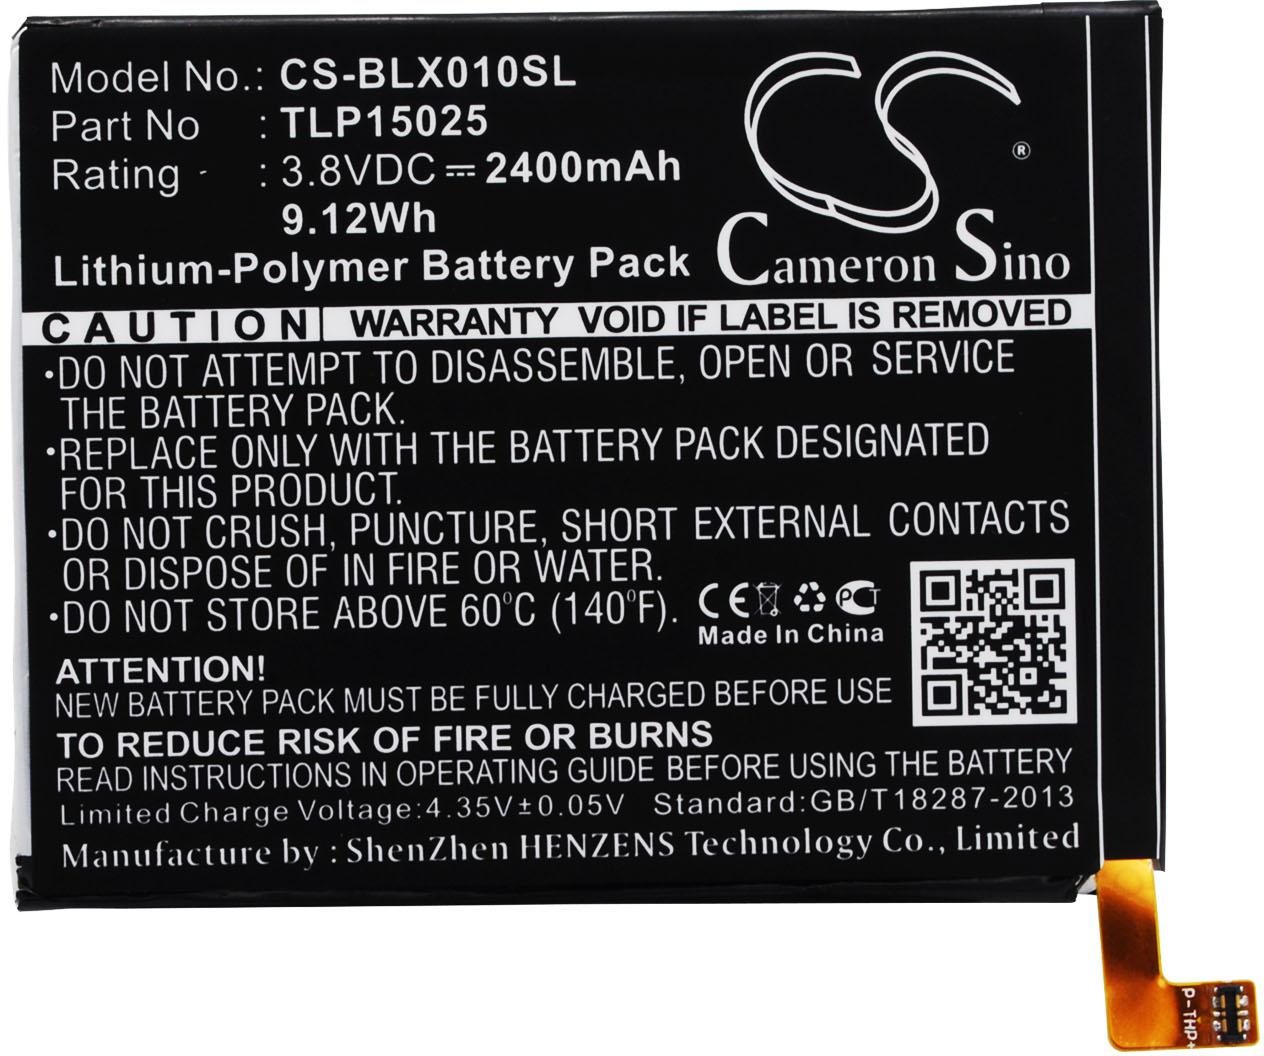 Model No.: CS-BLX010SL
Part No : TLP15025
Rating : 3.8VDC⎓2400mAh
9.12Wh
Lithium-Polymer Battery Pack
CS
®
Cameron Sino
CAUTION| WARRANTY VOID IF LABEL IS REMOVED
•DO NOT ATTEMPT TO DISASSEMBLE, OPEN OR SERVICE
THE BATTERY PACK.
•REPLACE ONLY WITH THE BATTERY PACK DESIGNATED
FOR THIS PRODUCT.
•DO NOT CRUSH, PUNCTURE, SHORT EXTERNAL CONTACTS
OR DISPOSE OF IN FIRE OR WATER.
•DO NOT STORE ABOVE 60°C (140°F).
CE PCT
Made In China
ATTENTION!
NEW BATTERY PACK MUST BE FULLY CHARGED BEFORE USE
TO REDUCE RISK OF FIRE OR BURNS
READ INSTRUCTIONS IN OPERATING GUIDE BEFORE USING THE BATTERY
Limited Charge Voltage:4.35V±0.05V Standard:GB/T18287-2013
Manufacture by : ShenZhen HENZENS Technology Co., Limited
P-THP+